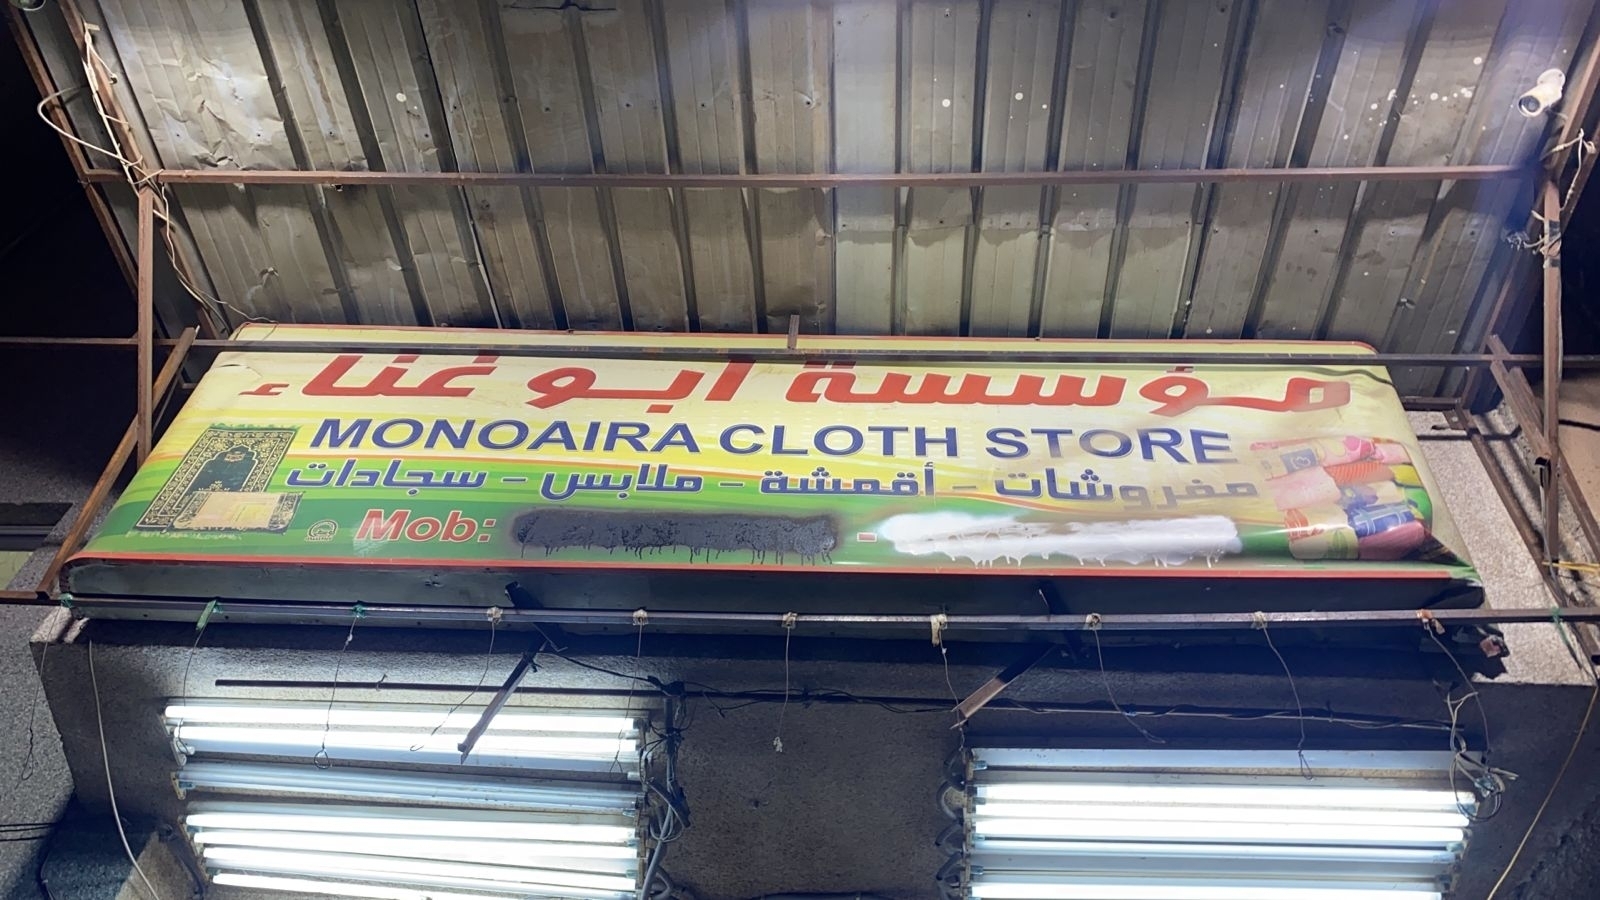 مؤسسة ابو غناء
MONOAIRA CLOTH STORE
مفروشات - أقمشة - ملابس - سجادات
Mob: -